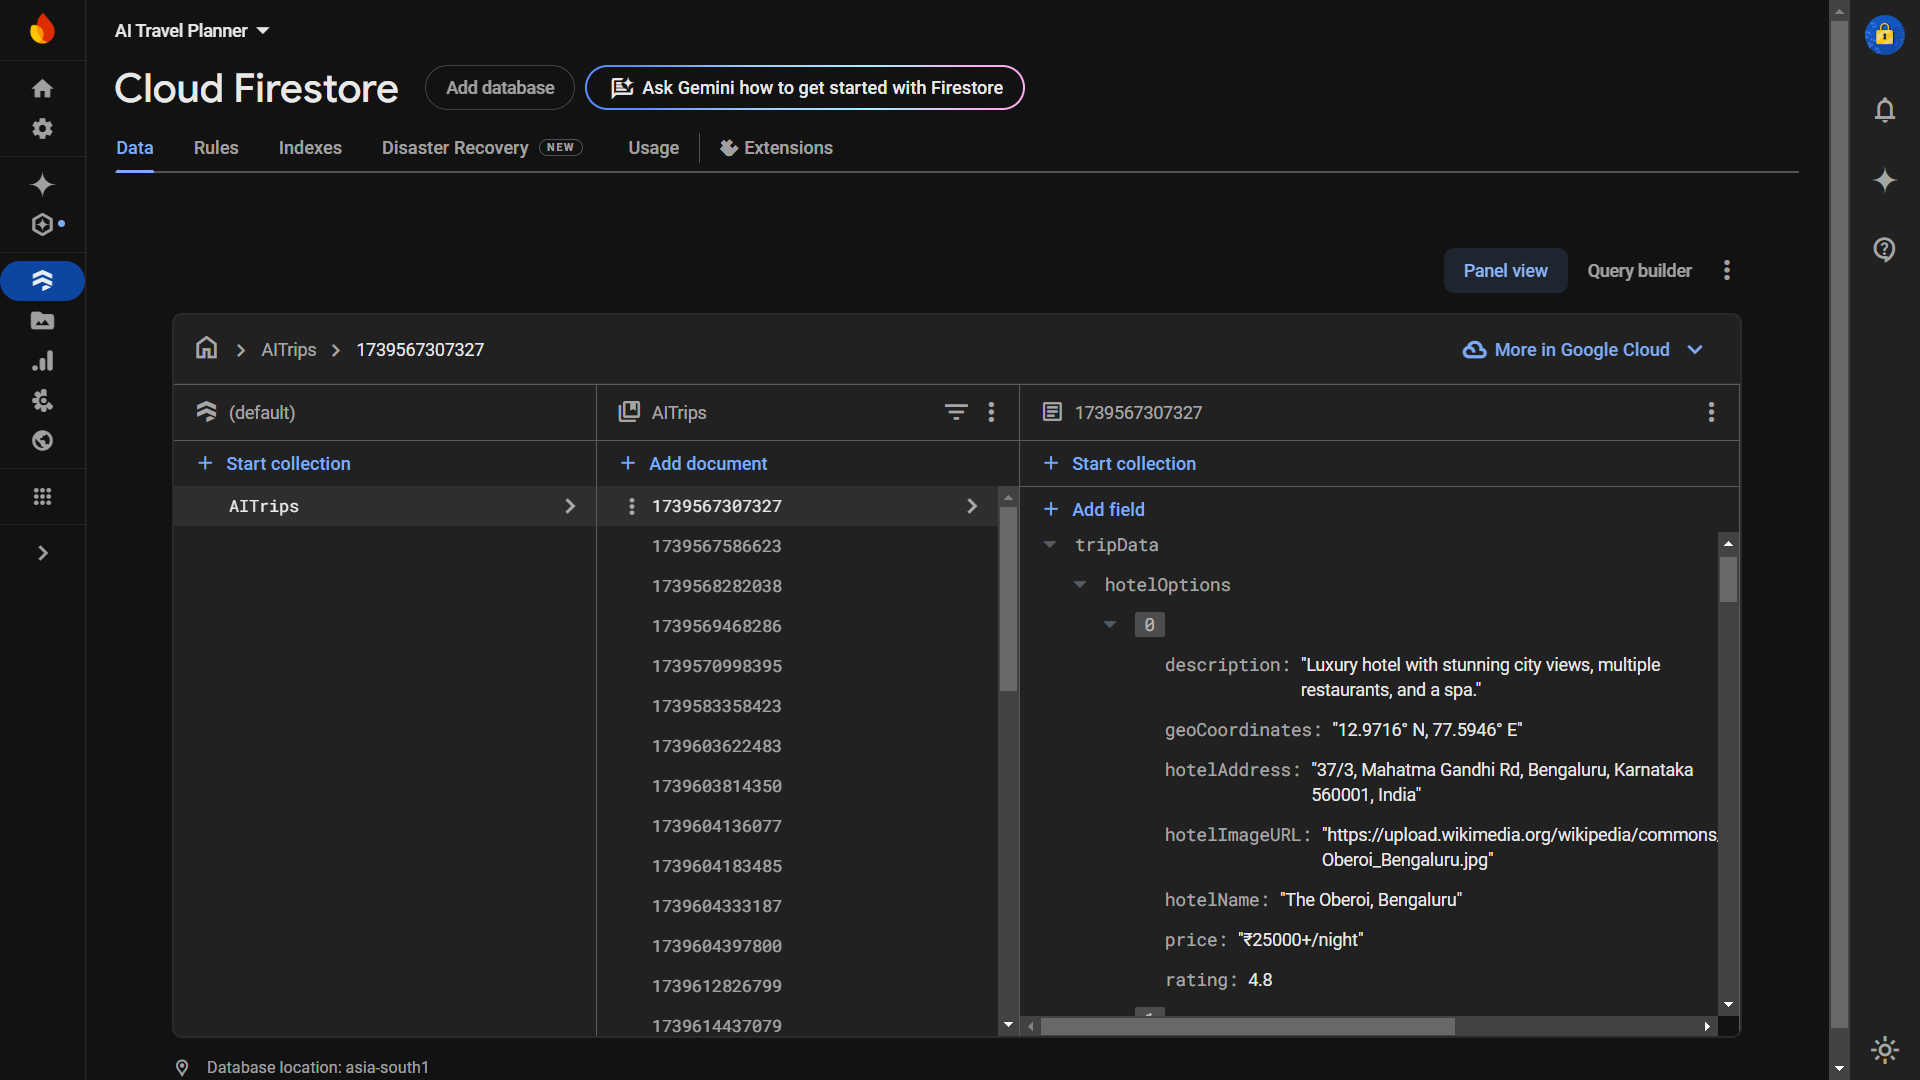 AI Travel Planner
Cloud Firestore
Add database
Ask Gemini how to get started with Firestore
Data
Rules
Indexes
Disaster Recovery NEW
Usage
Extensions
Panel view
Query builder
AITrips
1739567307327
More in Google Cloud
(default)
AITrips
1739567307327
Start collection
Add document
Start collection
AITrips
1739567307327
1739567586623
1739568282038
1739569468286
1739570998395
1739583358423
1739603622483
1739603814350
1739604136077
1739604183485
1739604333187
1739604397800
1739612826799
1739614437079
Add field
tripData
hotelOptions
0
description: "Luxury hotel with stunning city views, multiple
restaurants, and a spa."
geoCoordinates: "12.9716° N, 77.5946° E"
hotelAddress: "37/3, Mahatma Gandhi Rd, Bengaluru, Karnataka
560001, India"
hotelImageURL: "https://upload.wikimedia.org/wikipedia/commons/
Oberoi_Bengaluru.jpg"
hotelName: "The Oberoi, Bengaluru"
price: "₹25000+/night"
rating: 4.8
Database location: asia-south1